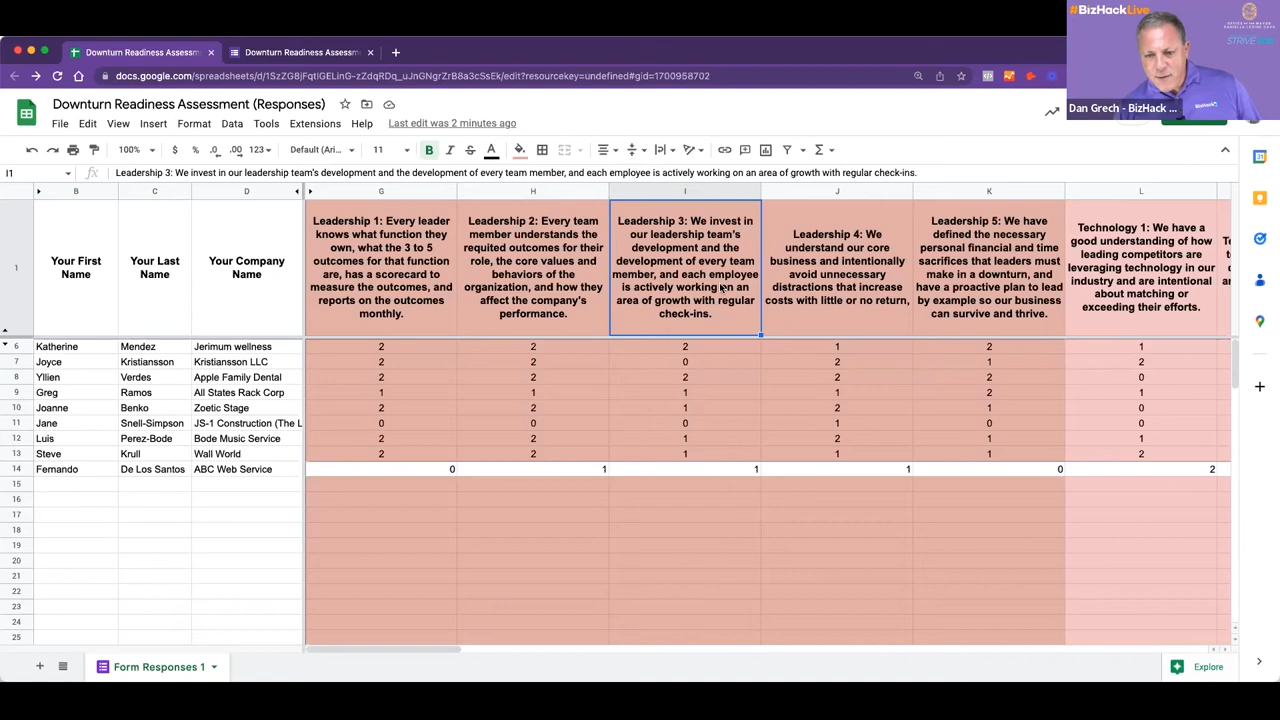 #BizHackLive
OFFICE OF THE MAYOR
DANIELLA LEVINE CAVA
STRIVE305
BizHack
Dan Grech - BizHack ...
Downturn Readiness Assessm
Downturn Readiness Assessm
docs.google.com/spreadsheets/d/1SzZG8jFqtIGELinG-zZdqRDq_uJnGNgrZrB8a3cSsEk/edit?resourcekey=undefined#gid=1700958702
Downturn Readiness Assessment (Responses)
File Edit View Insert Format Data Tools Extensions Help Last edit was 2 minutes ago
100% $ % .0 .00 123 Default (Ari... 11 B I S A
I1 fx Leadership 3: We invest in our leadership team's development and the development of every team member, and each employee is actively working on an area of growth with regular check-ins.
B C D G H I J K L
1
Your First
Name
Your Last
Name
Your Company
Name
Leadership 1: Every leader
knows what function they
own, what the 3 to 5
outcomes for that function
are, has a scorecard to
measure the outcomes, and
reports on the outcomes
monthly.
Leadership 2: Every team
member understands the
requited outcomes for their
role, the core values and
behaviors of the
organization, and how they
affect the company's
performance.
Leadership 3: We invest in
our leadership team's
development and the
development of every team
member, and each employee
is actively working on an
area of growth with regular
check-ins.
Leadership 4: We
understand our core
business and intentionally
avoid unnecessary
distractions that increase
costs with little or no return,
Leadership 5: We have
defined the necessary
personal financial and time
sacrifices that leaders must
make in a downturn, and
have a proactive plan to lead
by example so our business
can survive and thrive.
Technology 1: We have a
good understanding of how
leading competitors are
leveraging technology in our
industry and are intentional
about matching or
exceeding their efforts.
6 Katherine Mendez Jerimum wellness 2 2 2 1 2 1
7 Joyce Kristiansson Kristiansson LLC 2 2 0 2 1 2
8 Yllien Verdes Apple Family Dental 2 2 2 2 2 0
9 Greg Ramos All States Rack Corp 1 1 1 1 2 1
10 Joanne Benko Zoetic Stage 2 2 1 2 1 0
11 Jane Snell-Simpson JS-1 Construction (The L 0 0 0 1 0 0
12 Luis Perez-Bode Bode Music Service 2 2 1 2 1 1
13 Steve Krull Wall World 2 2 1 1 1 2
14 Fernando De Los Santos ABC Web Service 0 1 1 1 0 2
15
16
17
18
19
20
21
22
23
24
25
Form Responses 1
Explore